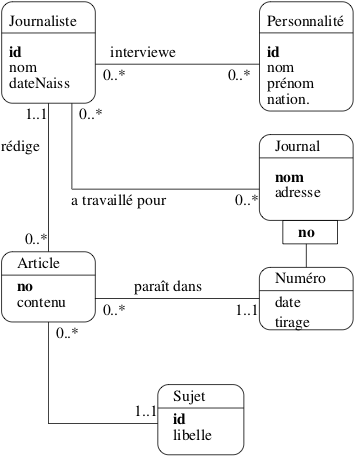 Journaliste
id
nom
dateNaiss
interviewe
0..*
0..*
Personnalité
id
nom
prénom
nation.
1..1
0..*
rédige
a travaillé pour
0..*
Journal
nom
adresse
no
0..*
Article
no
contenu
paraît dans
0..*
1..1
Numéro
date
tirage
0..*
1..1
Sujet
id
libelle